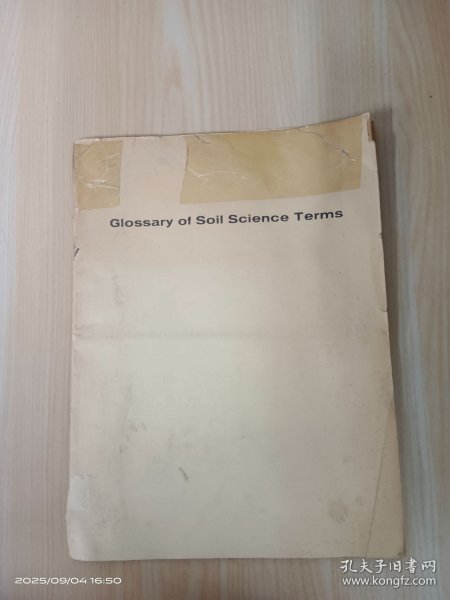 Glossary of Soil Science Terms
2025/09/04 16:50
孔夫子旧书网
www.kongfz.com